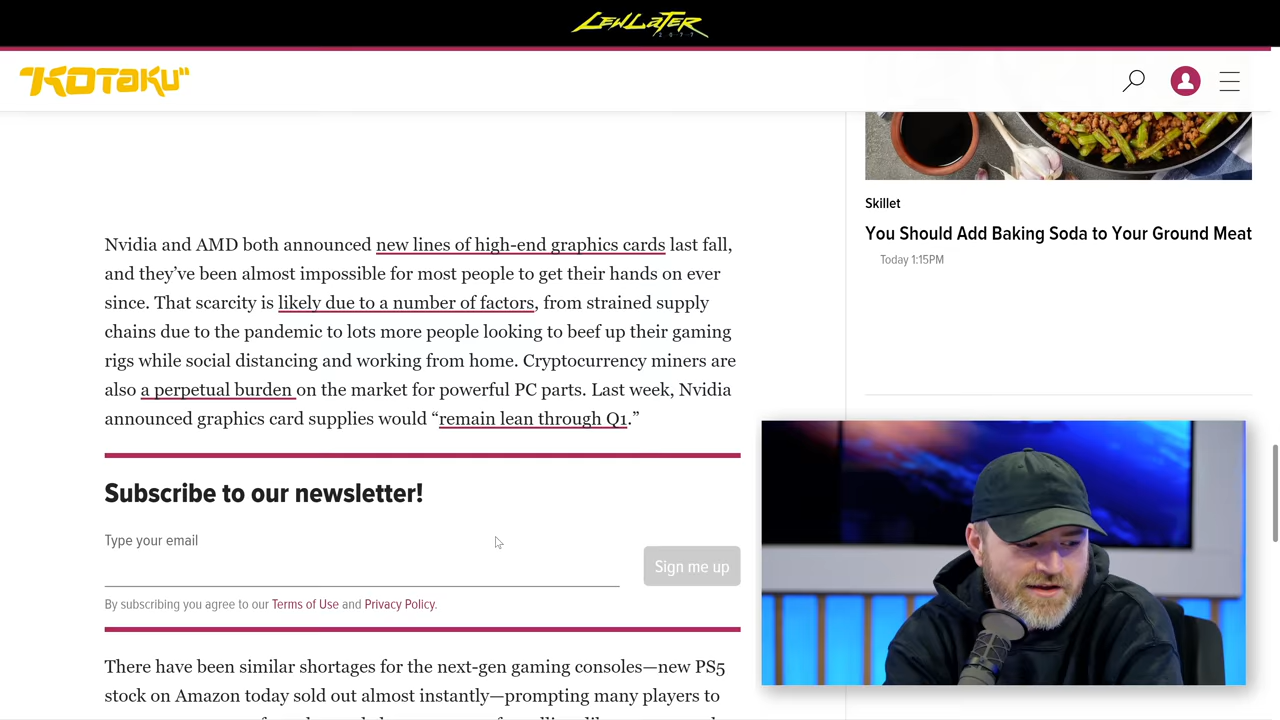 LEWLATER
2077
"KOTaKU"
Nvidia and AMD both announced new lines of high-end graphics cards last fall,
and they’ve been almost impossible for most people to get their hands on ever
since. That scarcity is likely due to a number of factors, from strained supply
chains due to the pandemic to lots more people looking to beef up their gaming
rigs while social distancing and working from home. Cryptocurrency miners are
also a perpetual burden on the market for powerful PC parts. Last week, Nvidia
announced graphics card supplies would “remain lean through Q1.”
Subscribe to our newsletter!
Type your email
Sign me up
By subscribing you agree to our Terms of Use and Privacy Policy.
There have been similar shortages for the next-gen gaming consoles—new PS5
stock on Amazon today sold out almost instantly—prompting many players to
Skillet
You Should Add Baking Soda to Your Ground Meat
Today 1:15PM